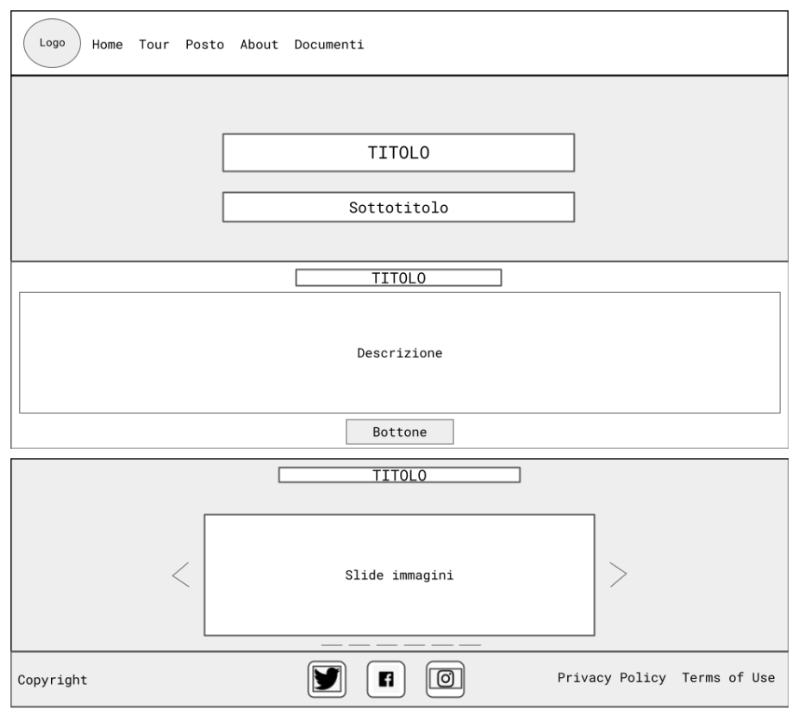 Logo Home Tour Posto About Documenti
TITOLO
Sottotitolo
TITOLO
Descrizione
Bottone
TITOLO
Slide immagini
Copyright Privacy Policy Terms of Use